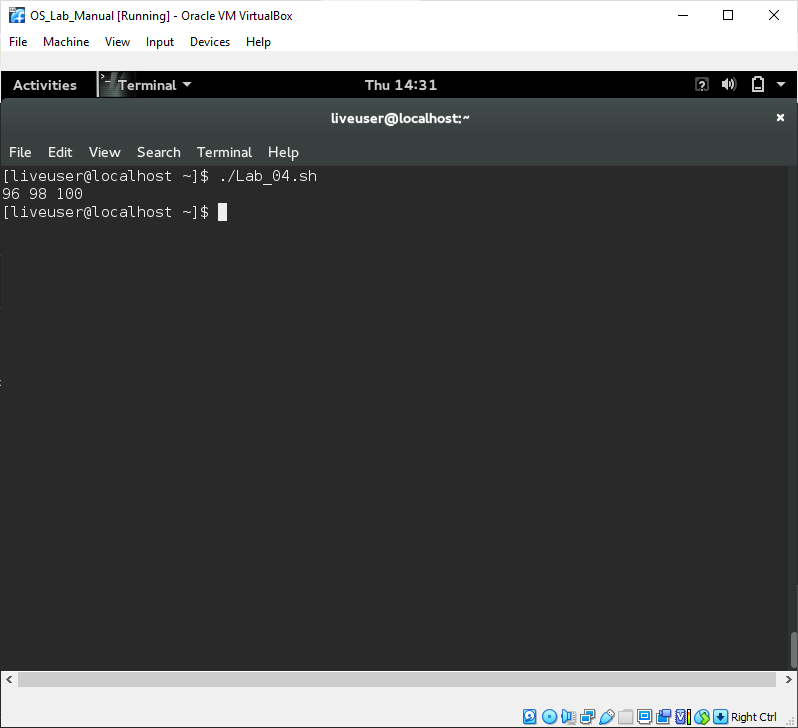 OS_Lab_Manual [Running] - Oracle VM VirtualBox
File Machine View Input Devices Help
Activities Terminal Thu 14:31
liveuser@localhost:~
File Edit View Search Terminal Help
[liveuser@localhost ~]$ ./Lab_04.sh
96 98 100
[liveuser@localhost ~]$
Right Ctrl